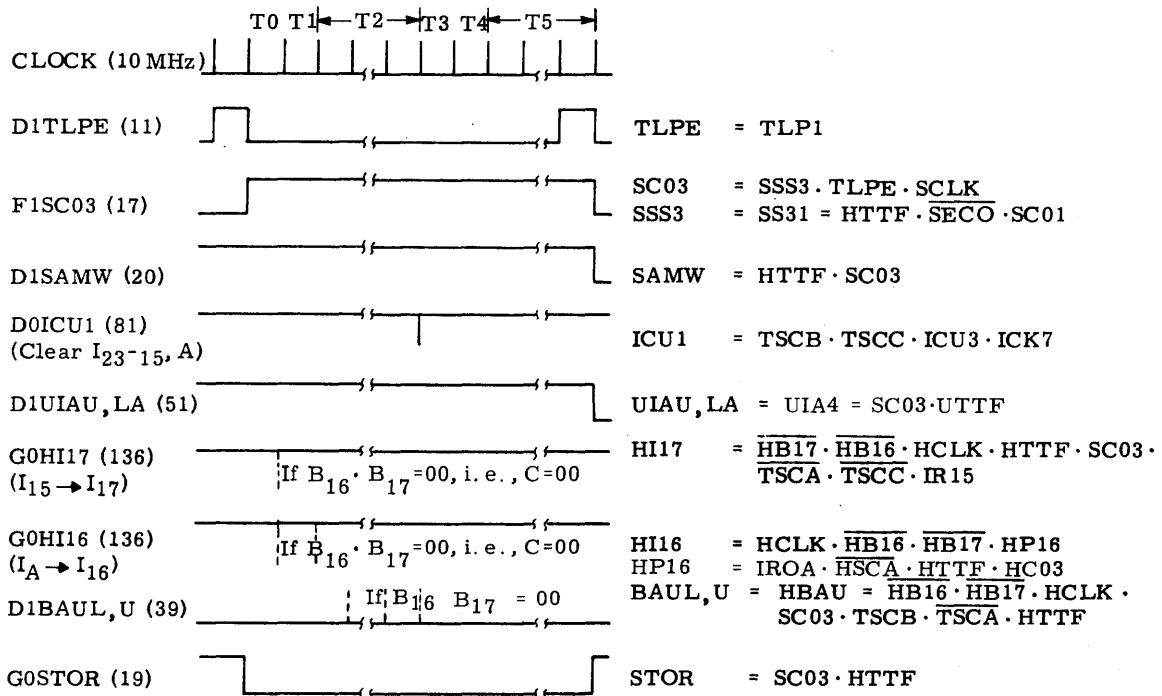 T0 T1 T2 T3 T4 T5
CLOCK (10 MHz)
D1TLPE (11) TLPE = TLP1
F1SC03 (17) SC03 = SSS3 · TLPE · SCLK
SSS3 = SS31 = HTTF · SECO · SC01
D1SAMW (20) SAMW = HTTF · SC03
D0ICU1 (81) ICU1 = TSCB · TSCC · ICU3 · ICK7
(Clear I23-15, A)
D1UIAU, LA (51) UIAU, LA = UIA4 = SC03·UTTF
G0HI17 (136) HI17 = HB17 · HB16 · HCLK · HTTF · SC03 ·
(I15 → I17) If B16 · B17 =00, i. e., C=00 TSCA · TSCC · IR15
G0HI16 (136) HI16 = HCLK · HB16 · HB17 · HP16
(IA → I16) If B16 · B17 =00, i. e., C=00 HP16 = IROA · HSCA · HTTF · HC03
D1BAUL, U (39) If B16 B17 = 00 BAUL, U = HBAU = HB16 · HB17 · HCLK ·
SC03 · TSCB · TSCA · HTTF
G0STOR (19) STOR = SC03 · HTTF